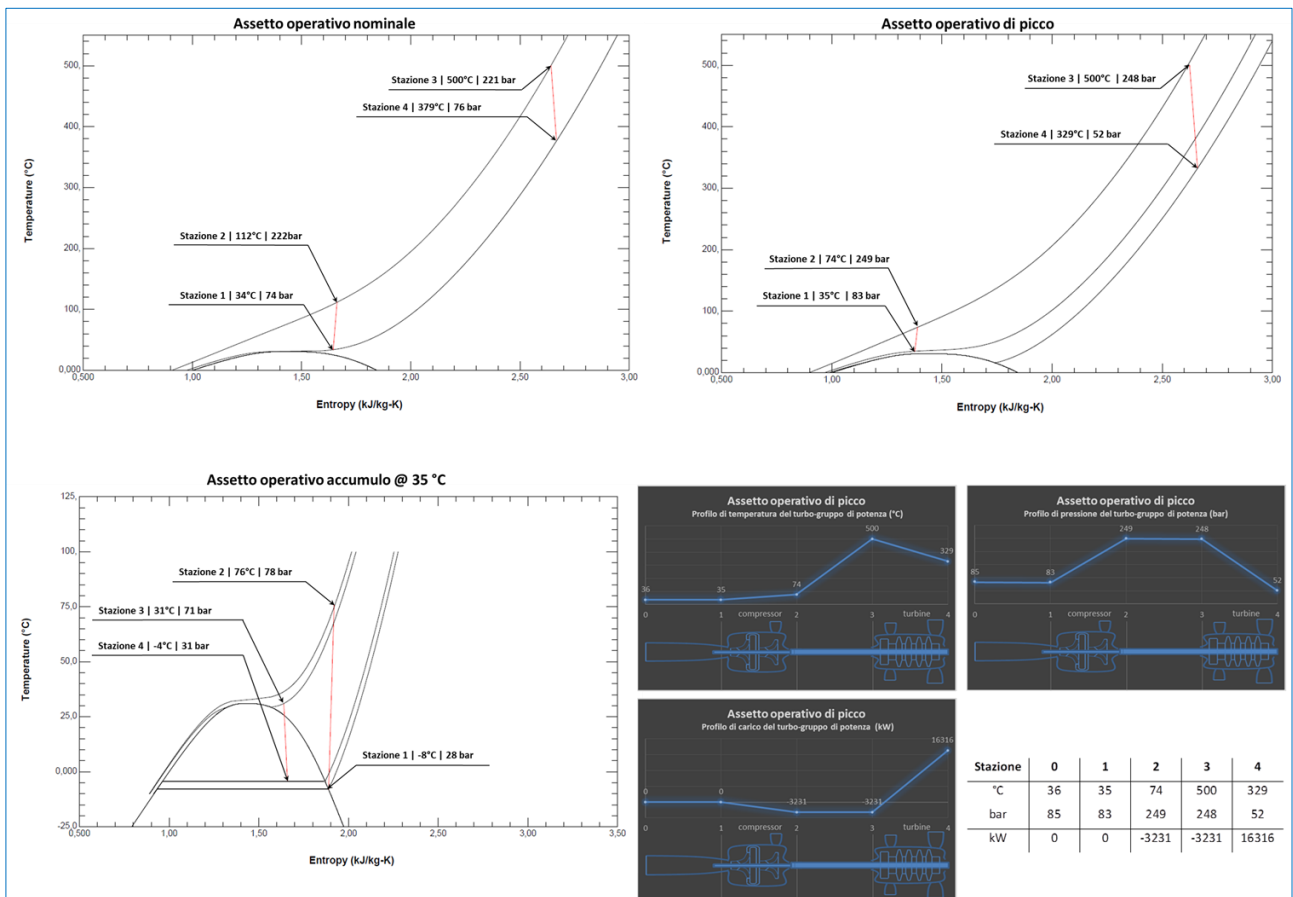 Assetto operativo nominale
500,
400,
300,
200,
100,
0,000
0,500
1,00
1,50
2,00
2,50
3,00
Temperature (°C)
Entropy (kJ/kg-K)
Stazione 3 | 500°C | 221 bar
Stazione 4 | 379°C | 76 bar
Stazione 2 | 112°C | 222bar
Stazione 1 | 34°C | 74 bar
Assetto operativo di picco
500,
400,
300,
200,
100,
0,000
0,500
1,00
1,50
2,00
2,50
3,00
Temperature (°C)
Entropy (kJ/kg-K)
Stazione 3 | 500°C | 248 bar
Stazione 4 | 329°C | 52 bar
Stazione 2 | 74°C | 249 bar
Stazione 1 | 35°C | 83 bar
Assetto operativo accumulo @ 35 °C
125,
100,
75,0
50,0
25,0
0,000
-25,0
0,500
1,00
1,50
2,00
2,50
3,00
3,50
Temperature (°C)
Entropy (kJ/kg-K)
Stazione 2 | 76°C | 78 bar
Stazione 3 | 31°C | 71 bar
Stazione 4 | -4°C | 31 bar
Stazione 1 | -8°C | 28 bar
Assetto operativo di picco
Profilo di temperatura del turbo-gruppo di potenza (°C)
36
35
74
500
329
0 1 compressor 2 3 turbine 4
Assetto operativo di picco
Profilo di pressione del turbo-gruppo di potenza (bar)
85
83
249
248
52
0 1 compressor 2 3 turbine 4
Assetto operativo di picco
Profilo di carico del turbo-gruppo di potenza (kW)
0
0
-3231
-3231
16316
0 1 compressor 2 3 turbine 4
Stazione 0 1 2 3 4
°C 36 35 74 500 329
bar 85 83 249 248 52
kW 0 0 -3231 -3231 16316